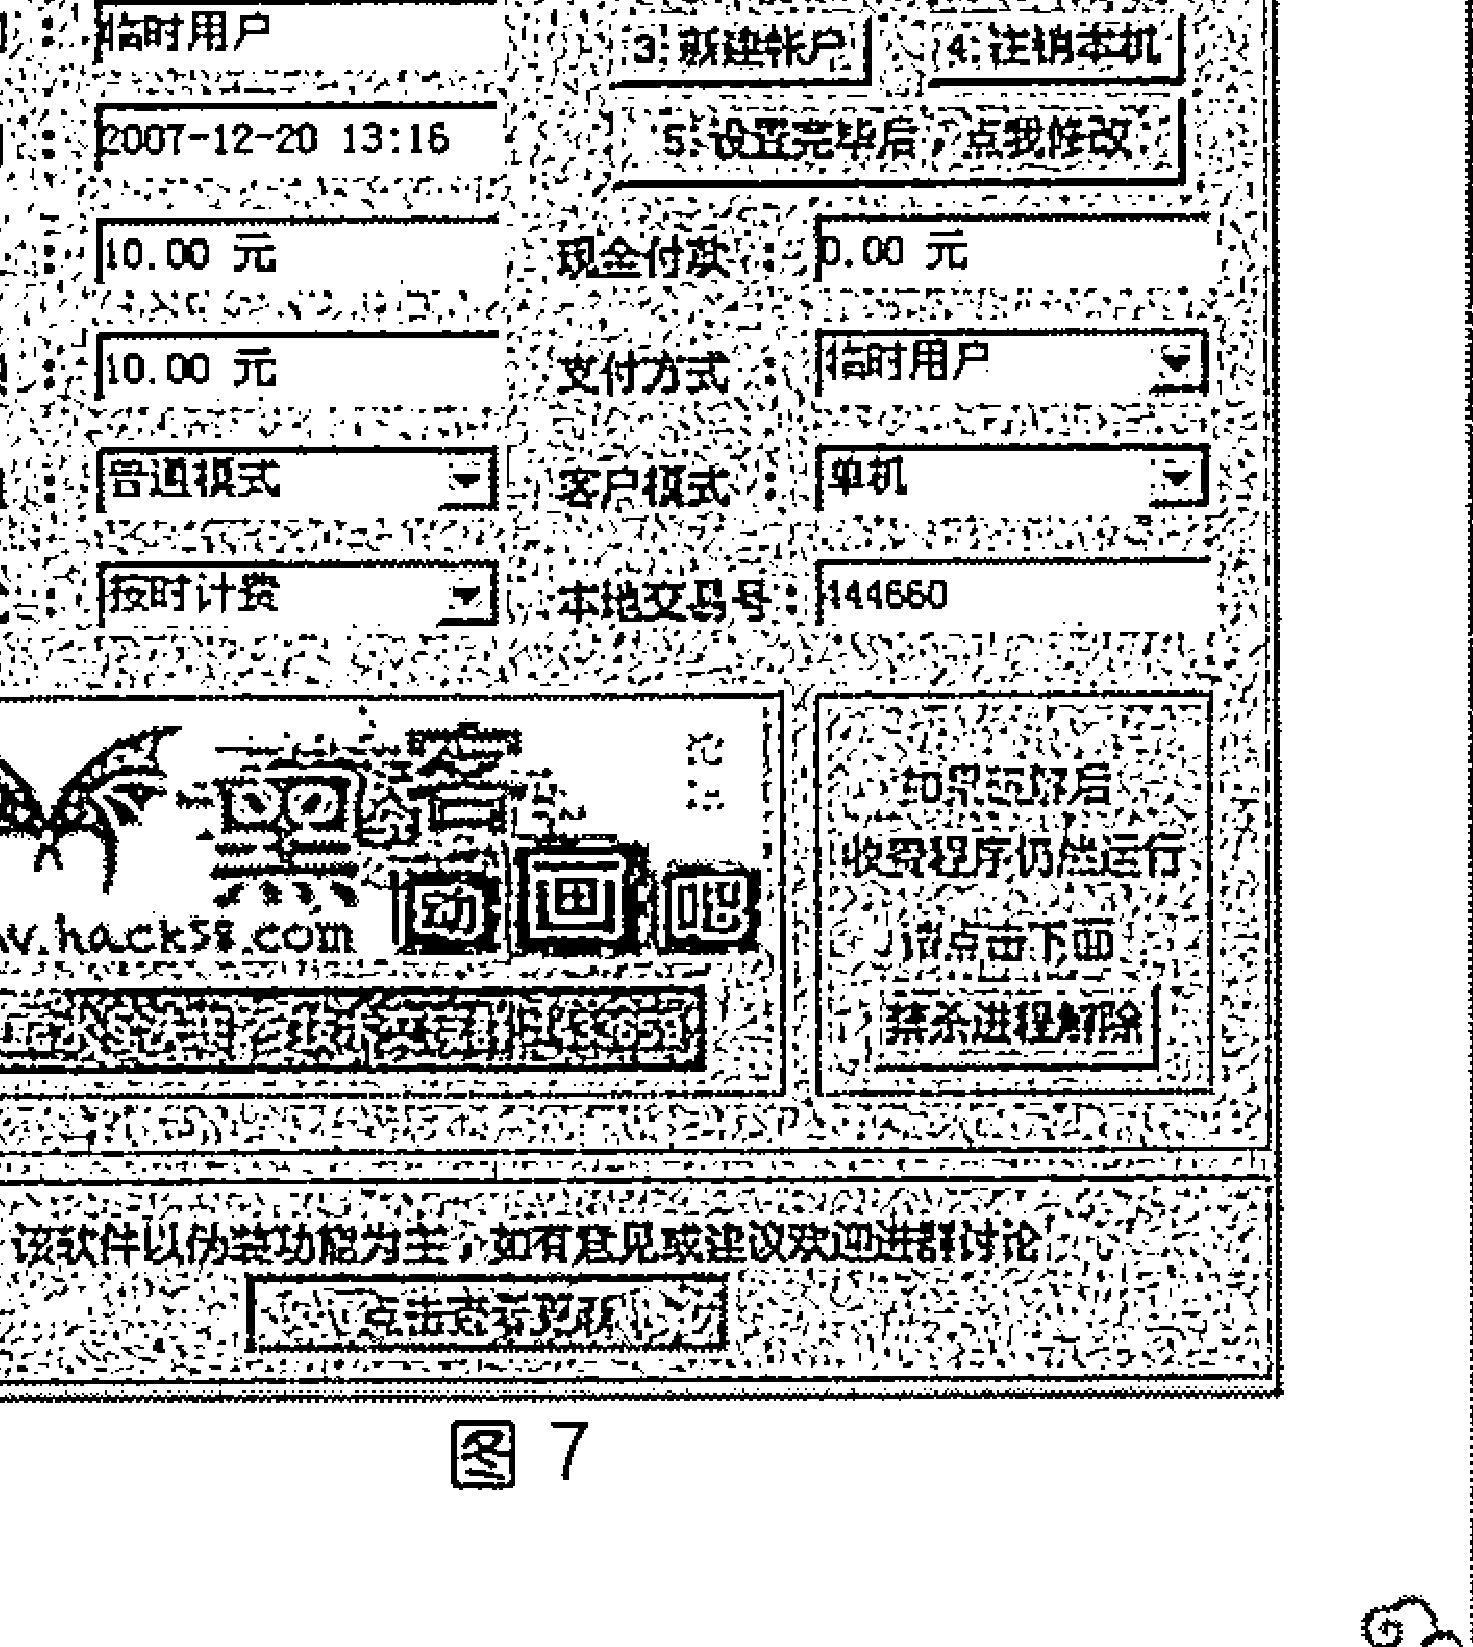 临时用户
3.新建帐户 4.注销本机
2007-12-20 13:16
5.设置完毕后，点我修改
10.00 元 现金付款： 0.00 元
10.00 元 支付方式： 临时用户
普通模式 客户模式： 单机
按时计费 本地交易号： 144660
黑客
动画吧
.hack58.com
如果破解后
收费程序仍然运行
请点击下面
禁杀进程解除
该软件以伪装功能为主，如有意见或建议欢迎进群讨论
图 7